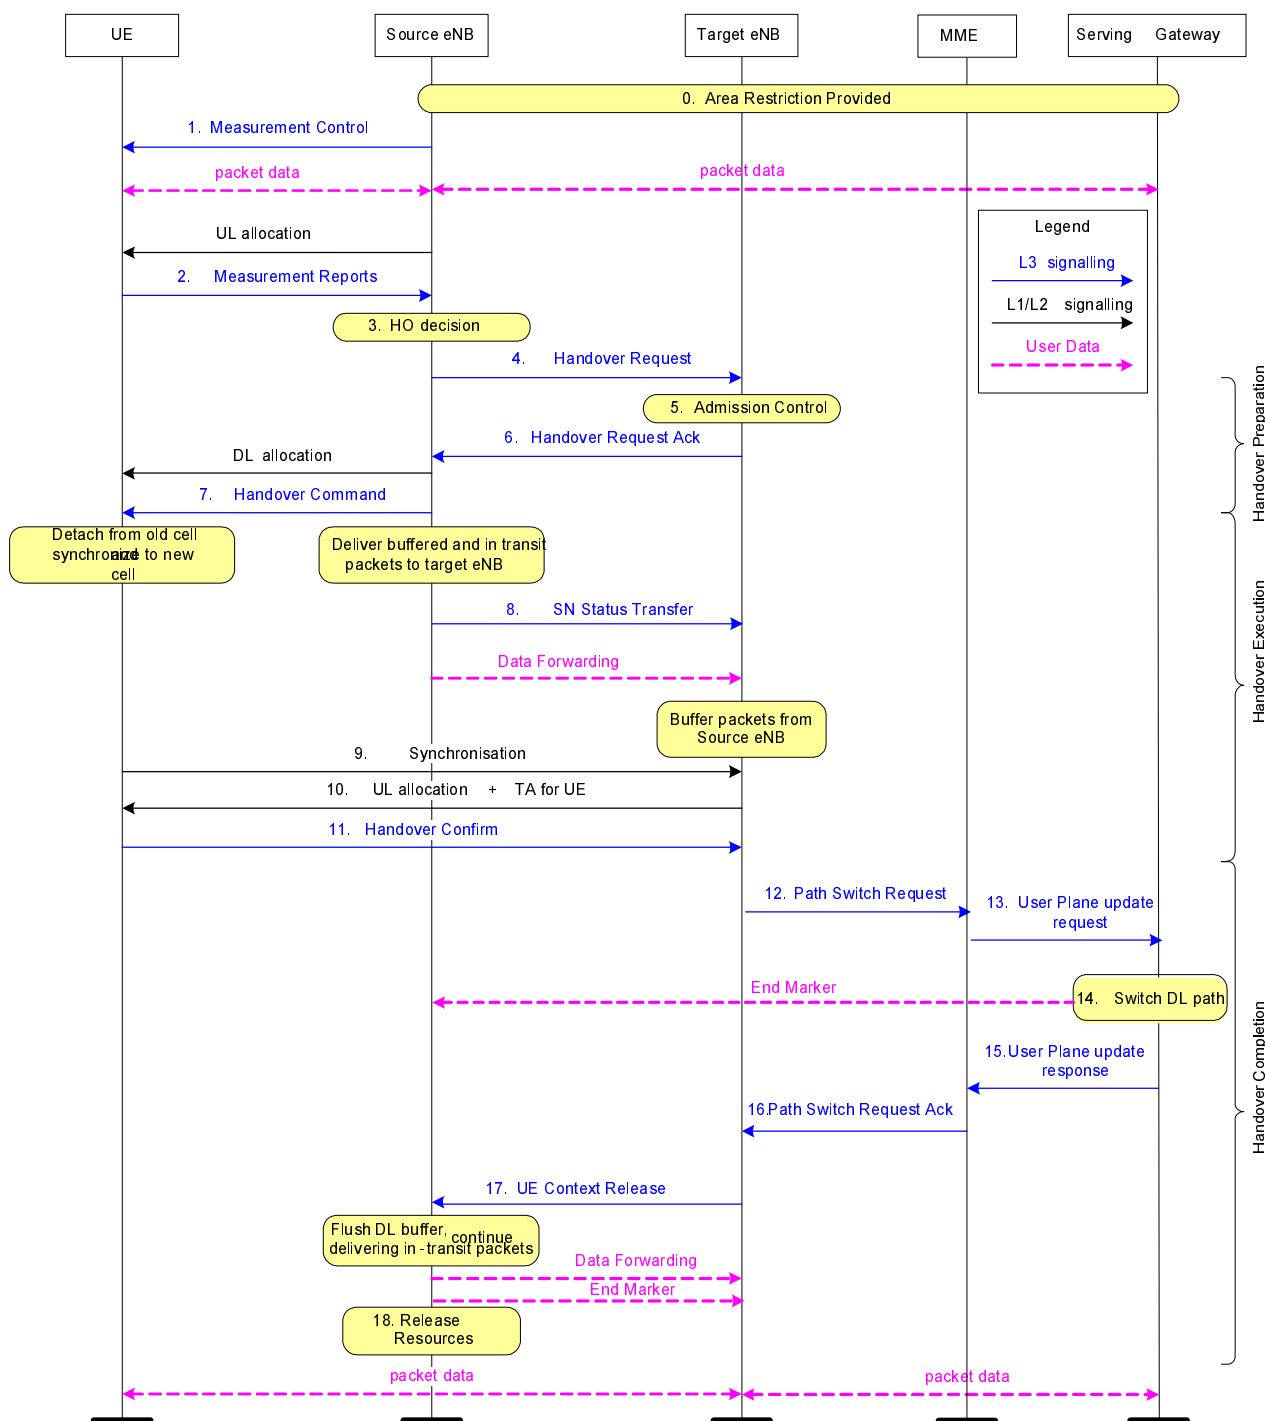 UE
Source eNB
Target eNB
MME
Serving Gateway
0. Area Restriction Provided
1. Measurement Control
packet data
packet data
Legend
L3 signalling
L1/L2 signalling
User Data
UL allocation
2. Measurement Reports
3. HO decision
4. Handover Request
5. Admission Control
6. Handover Request Ack
DL allocation
7. Handover Command
Handover Preparation
Detach from old cell
and
synchronize to new
cell
Deliver buffered and in transit
packets to target eNB
8. SN Status Transfer
Data Forwarding
Buffer packets from
Source eNB
9. Synchronisation
10. UL allocation + TA for UE
11. Handover Confirm
Handover Execution
12. Path Switch Request
13. User Plane update
request
End Marker
14. Switch DL path
15.User Plane update
response
16.Path Switch Request Ack
17. UE Context Release
Flush DL buffer, continue
delivering in-transit packets
Data Forwarding
End Marker
18. Release
Resources
Handover Completion
packet data
packet data